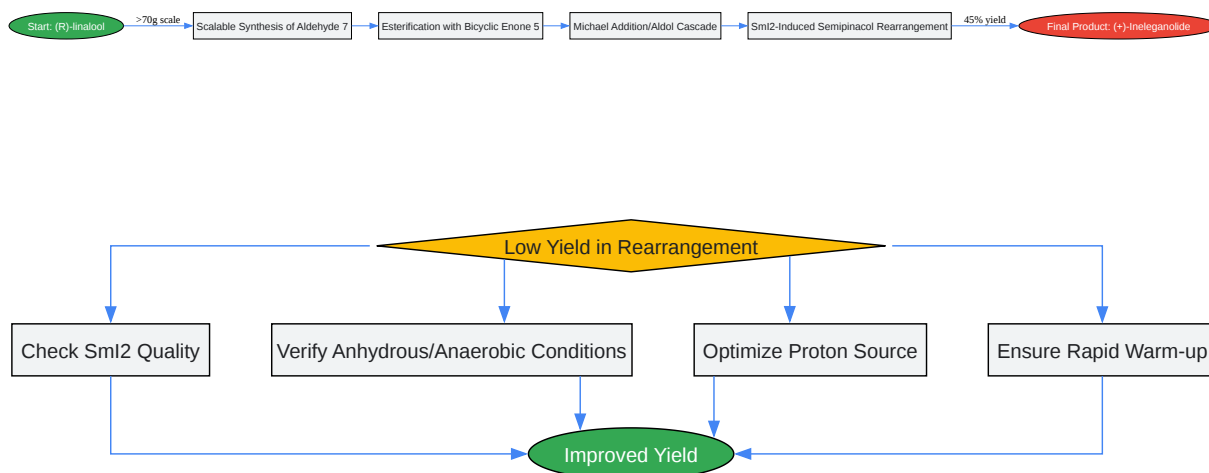 Start: (R)-linalool
>70g scale
Scalable Synthesis of Aldehyde 7
Esterification with Bicyclic Enone 5
Michael Addition/Aldol Cascade
SmI2-Induced Semipinacol Rearrangement
45% yield
Final Product: (+)-Ineleganolide
Low Yield in Rearrangement
Check SmI2 Quality
Verify Anhydrous/Anaerobic Conditions
Optimize Proton Source
Ensure Rapid Warm-up
Improved Yield